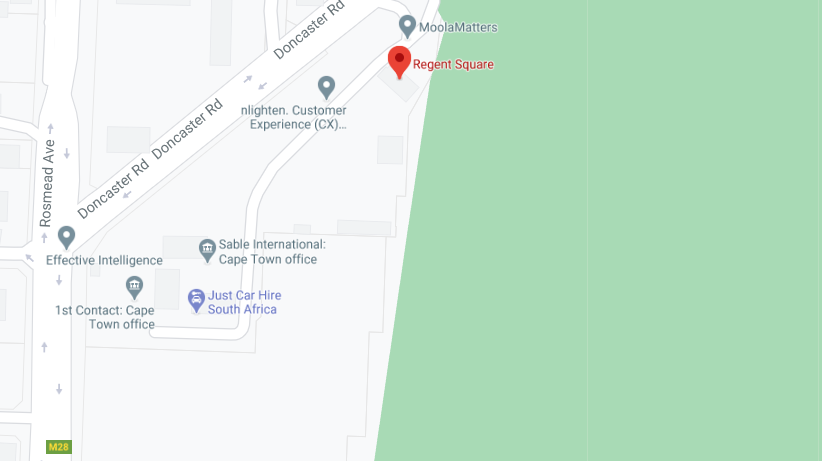 Doncaster Rd
MoolaMatters
Regent Square
nlighten. Customer
Experience (CX)...
Doncaster Rd
Rosmead Ave
Doncaster Rd
Effective Intelligence
Sable International:
Cape Town office
1st Contact: Cape
Town office
Just Car Hire
South Africa
M28